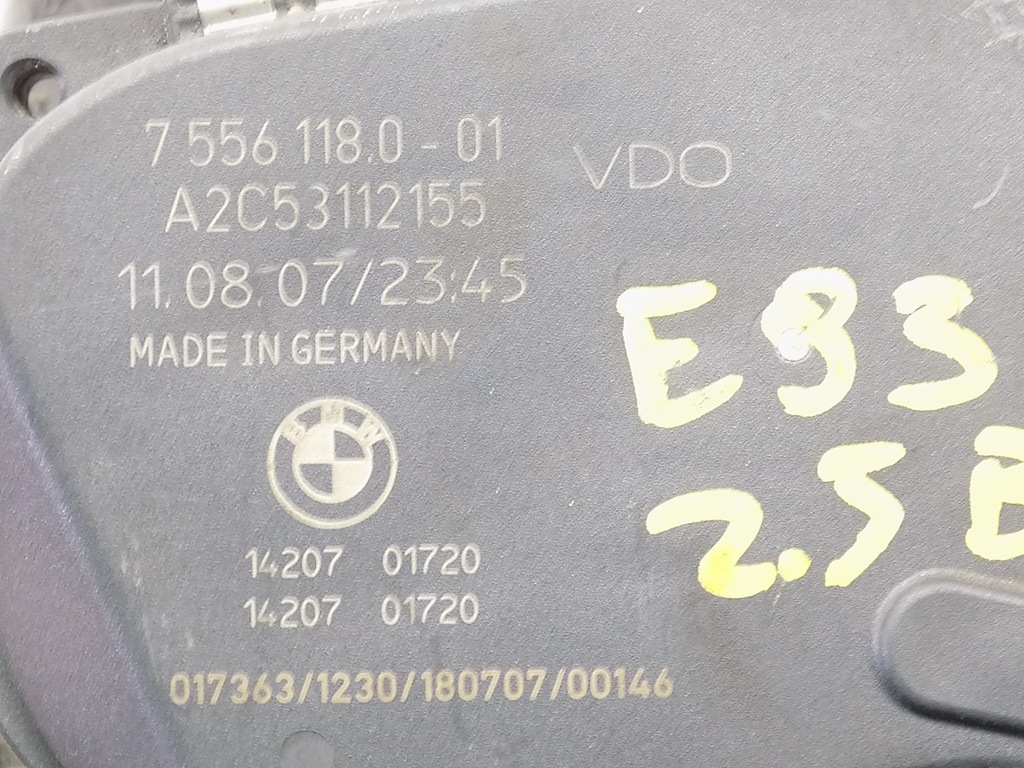 7 556 118.0 - 01
VDO
A2C53112155
11.08.07/23:45
MADE IN GERMANY
E93
BMW
2.5
14207 01720
14207 01720
017363/1230/180707/00146